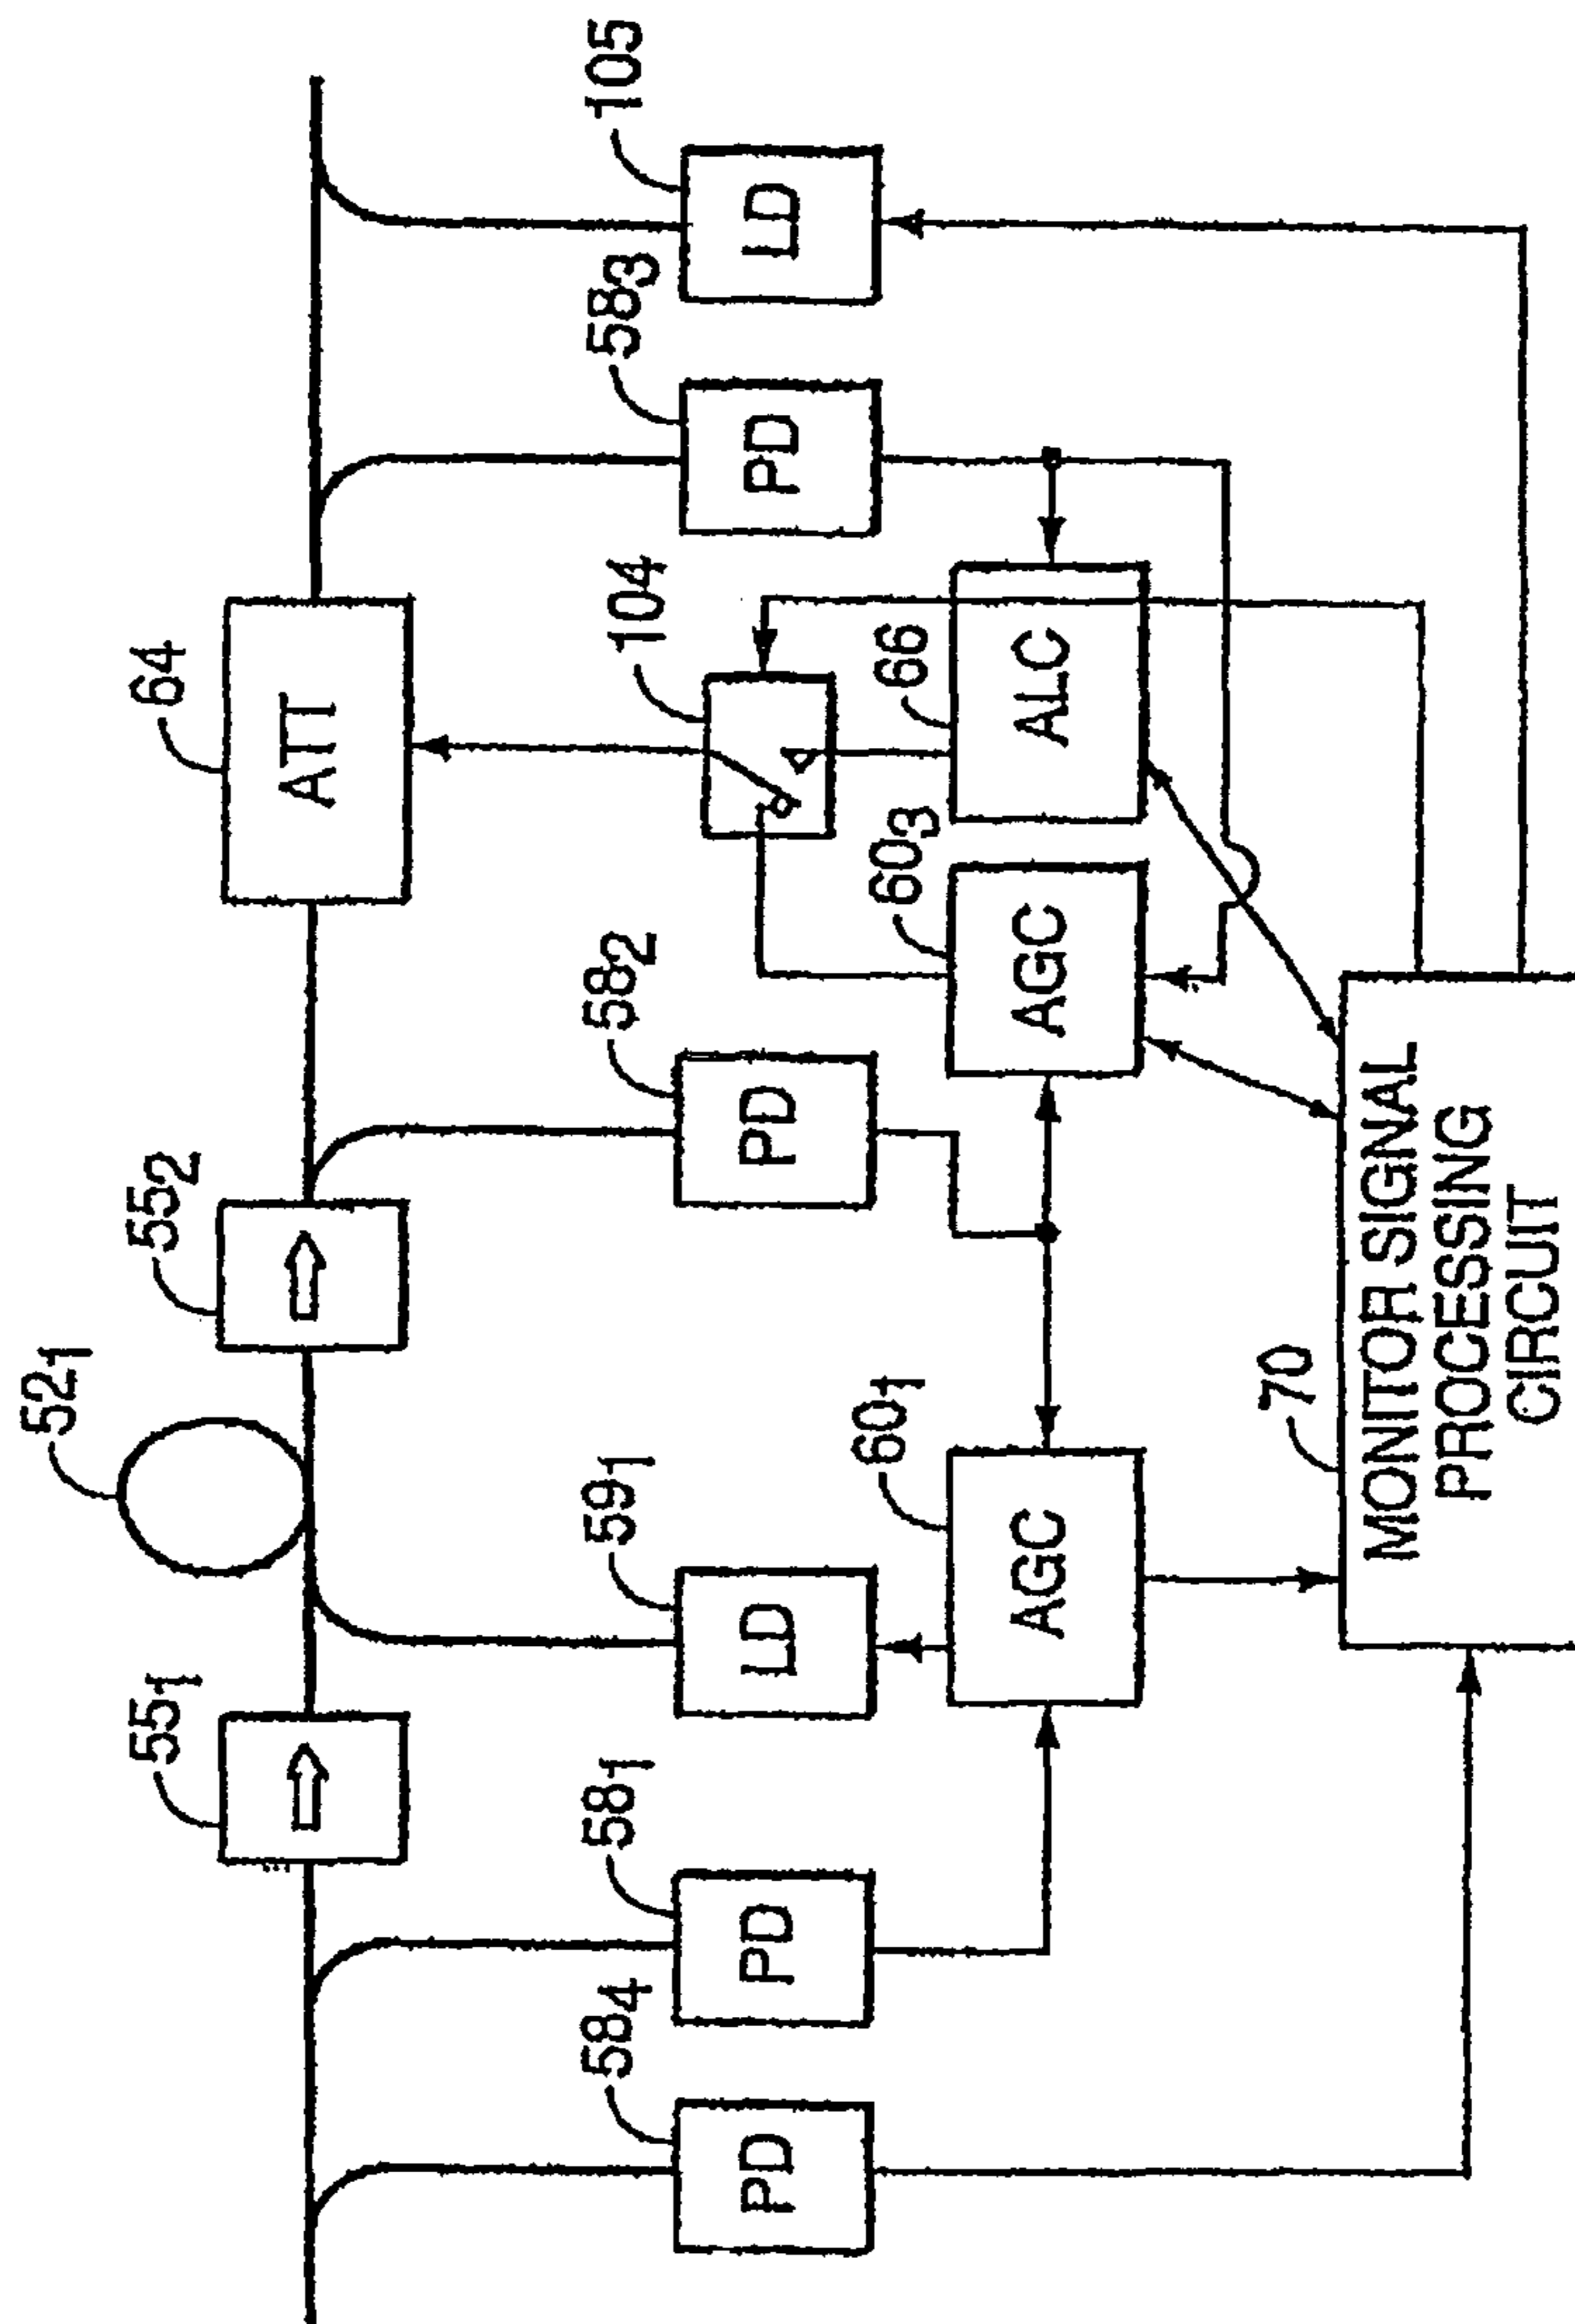 52₁
55₁
55₂
64
ATT
58₄
58₁
59₁
58₂
104
58₃
105
PD
PD
LD
PD
PD
LD
60₁
60₃
66
AGC
AGC
ALC
70
MONITOR SIGNAL
PROCESSING
CIRCUIT